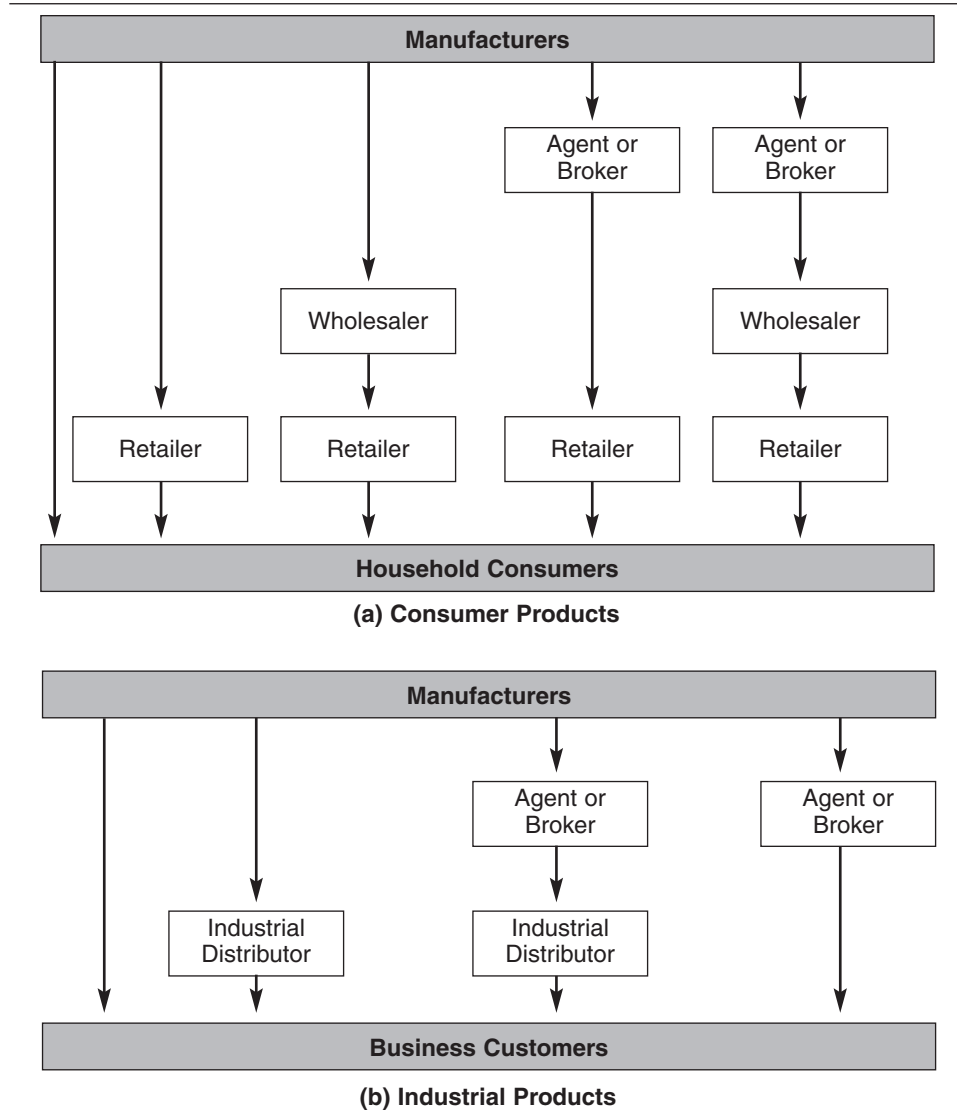 Manufacturers
Agent or
Broker
Agent or
Broker
Wholesaler
Wholesaler
Retailer
Retailer
Retailer
Retailer
Household Consumers
(a) Consumer Products
Manufacturers
Agent or
Broker
Agent or
Broker
Industrial
Distributor
Industrial
Distributor
Business Customers
(b) Industrial Products